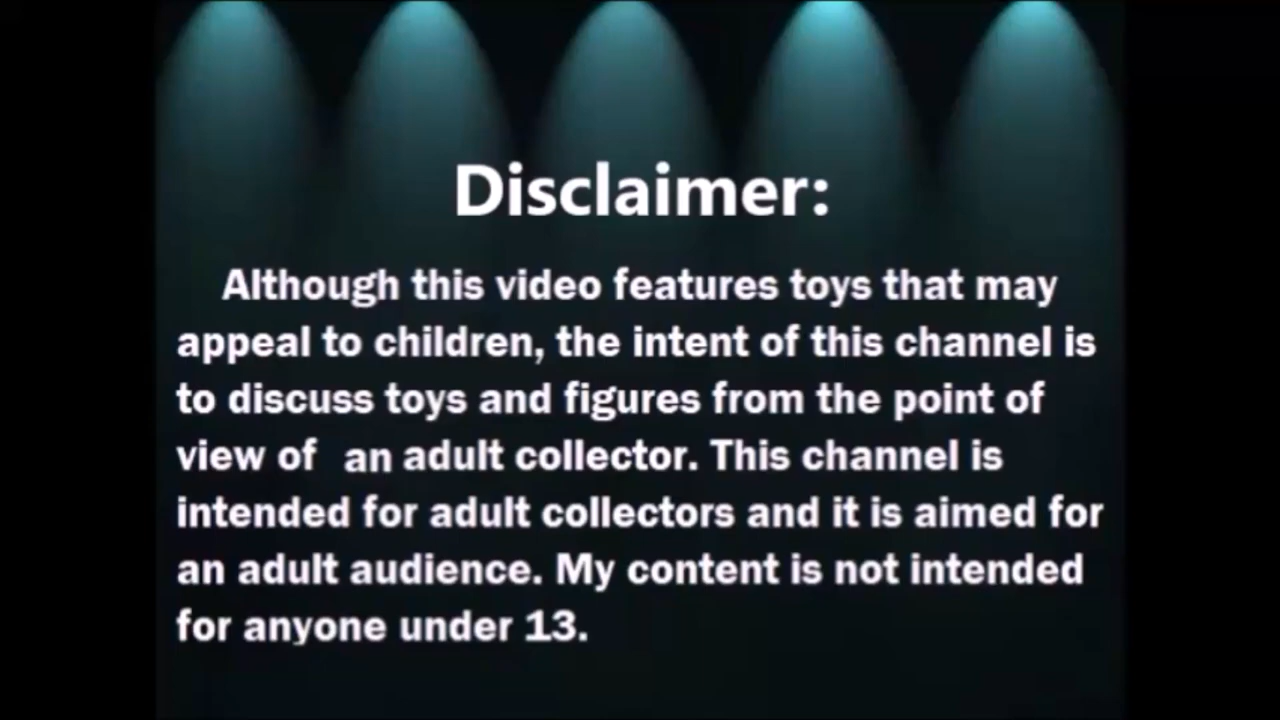 Disclaimer:
Although this video features toys that may
appeal to children, the intent of this channel is
to discuss toys and figures from the point of
view of an adult collector. This channel is
intended for adult collectors and it is aimed for
an adult audience. My content is not intended
for anyone under 13.